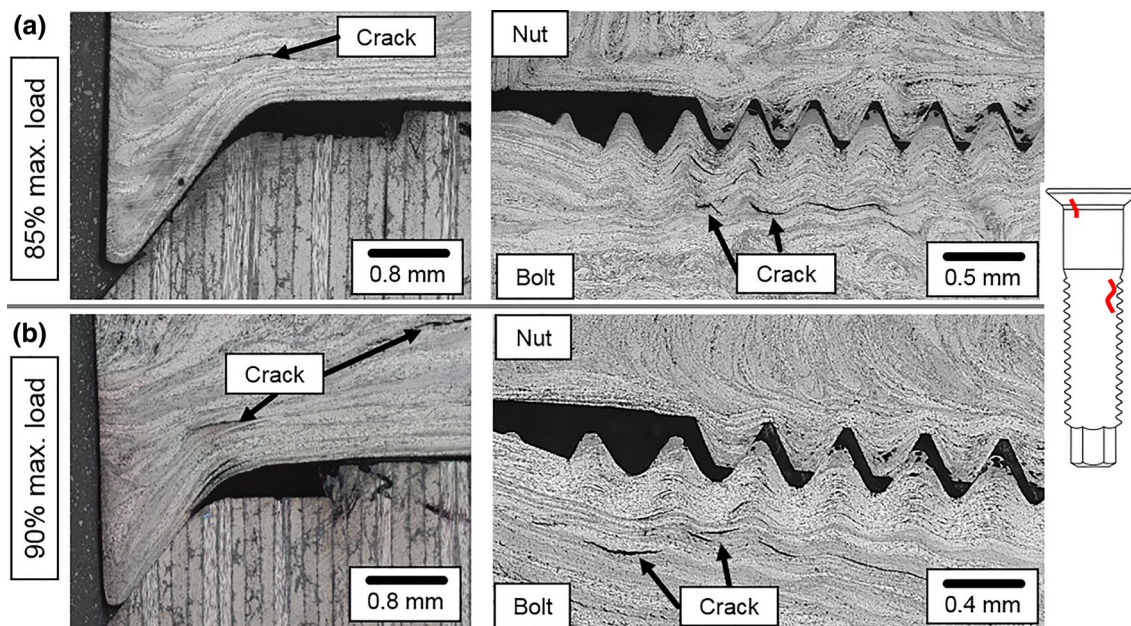 (a)
85% max. load
Crack
0.8 mm
Nut
Bolt
Crack
0.5 mm
(b)
90% max. load
Crack
0.8 mm
Nut
Bolt
Crack
0.4 mm